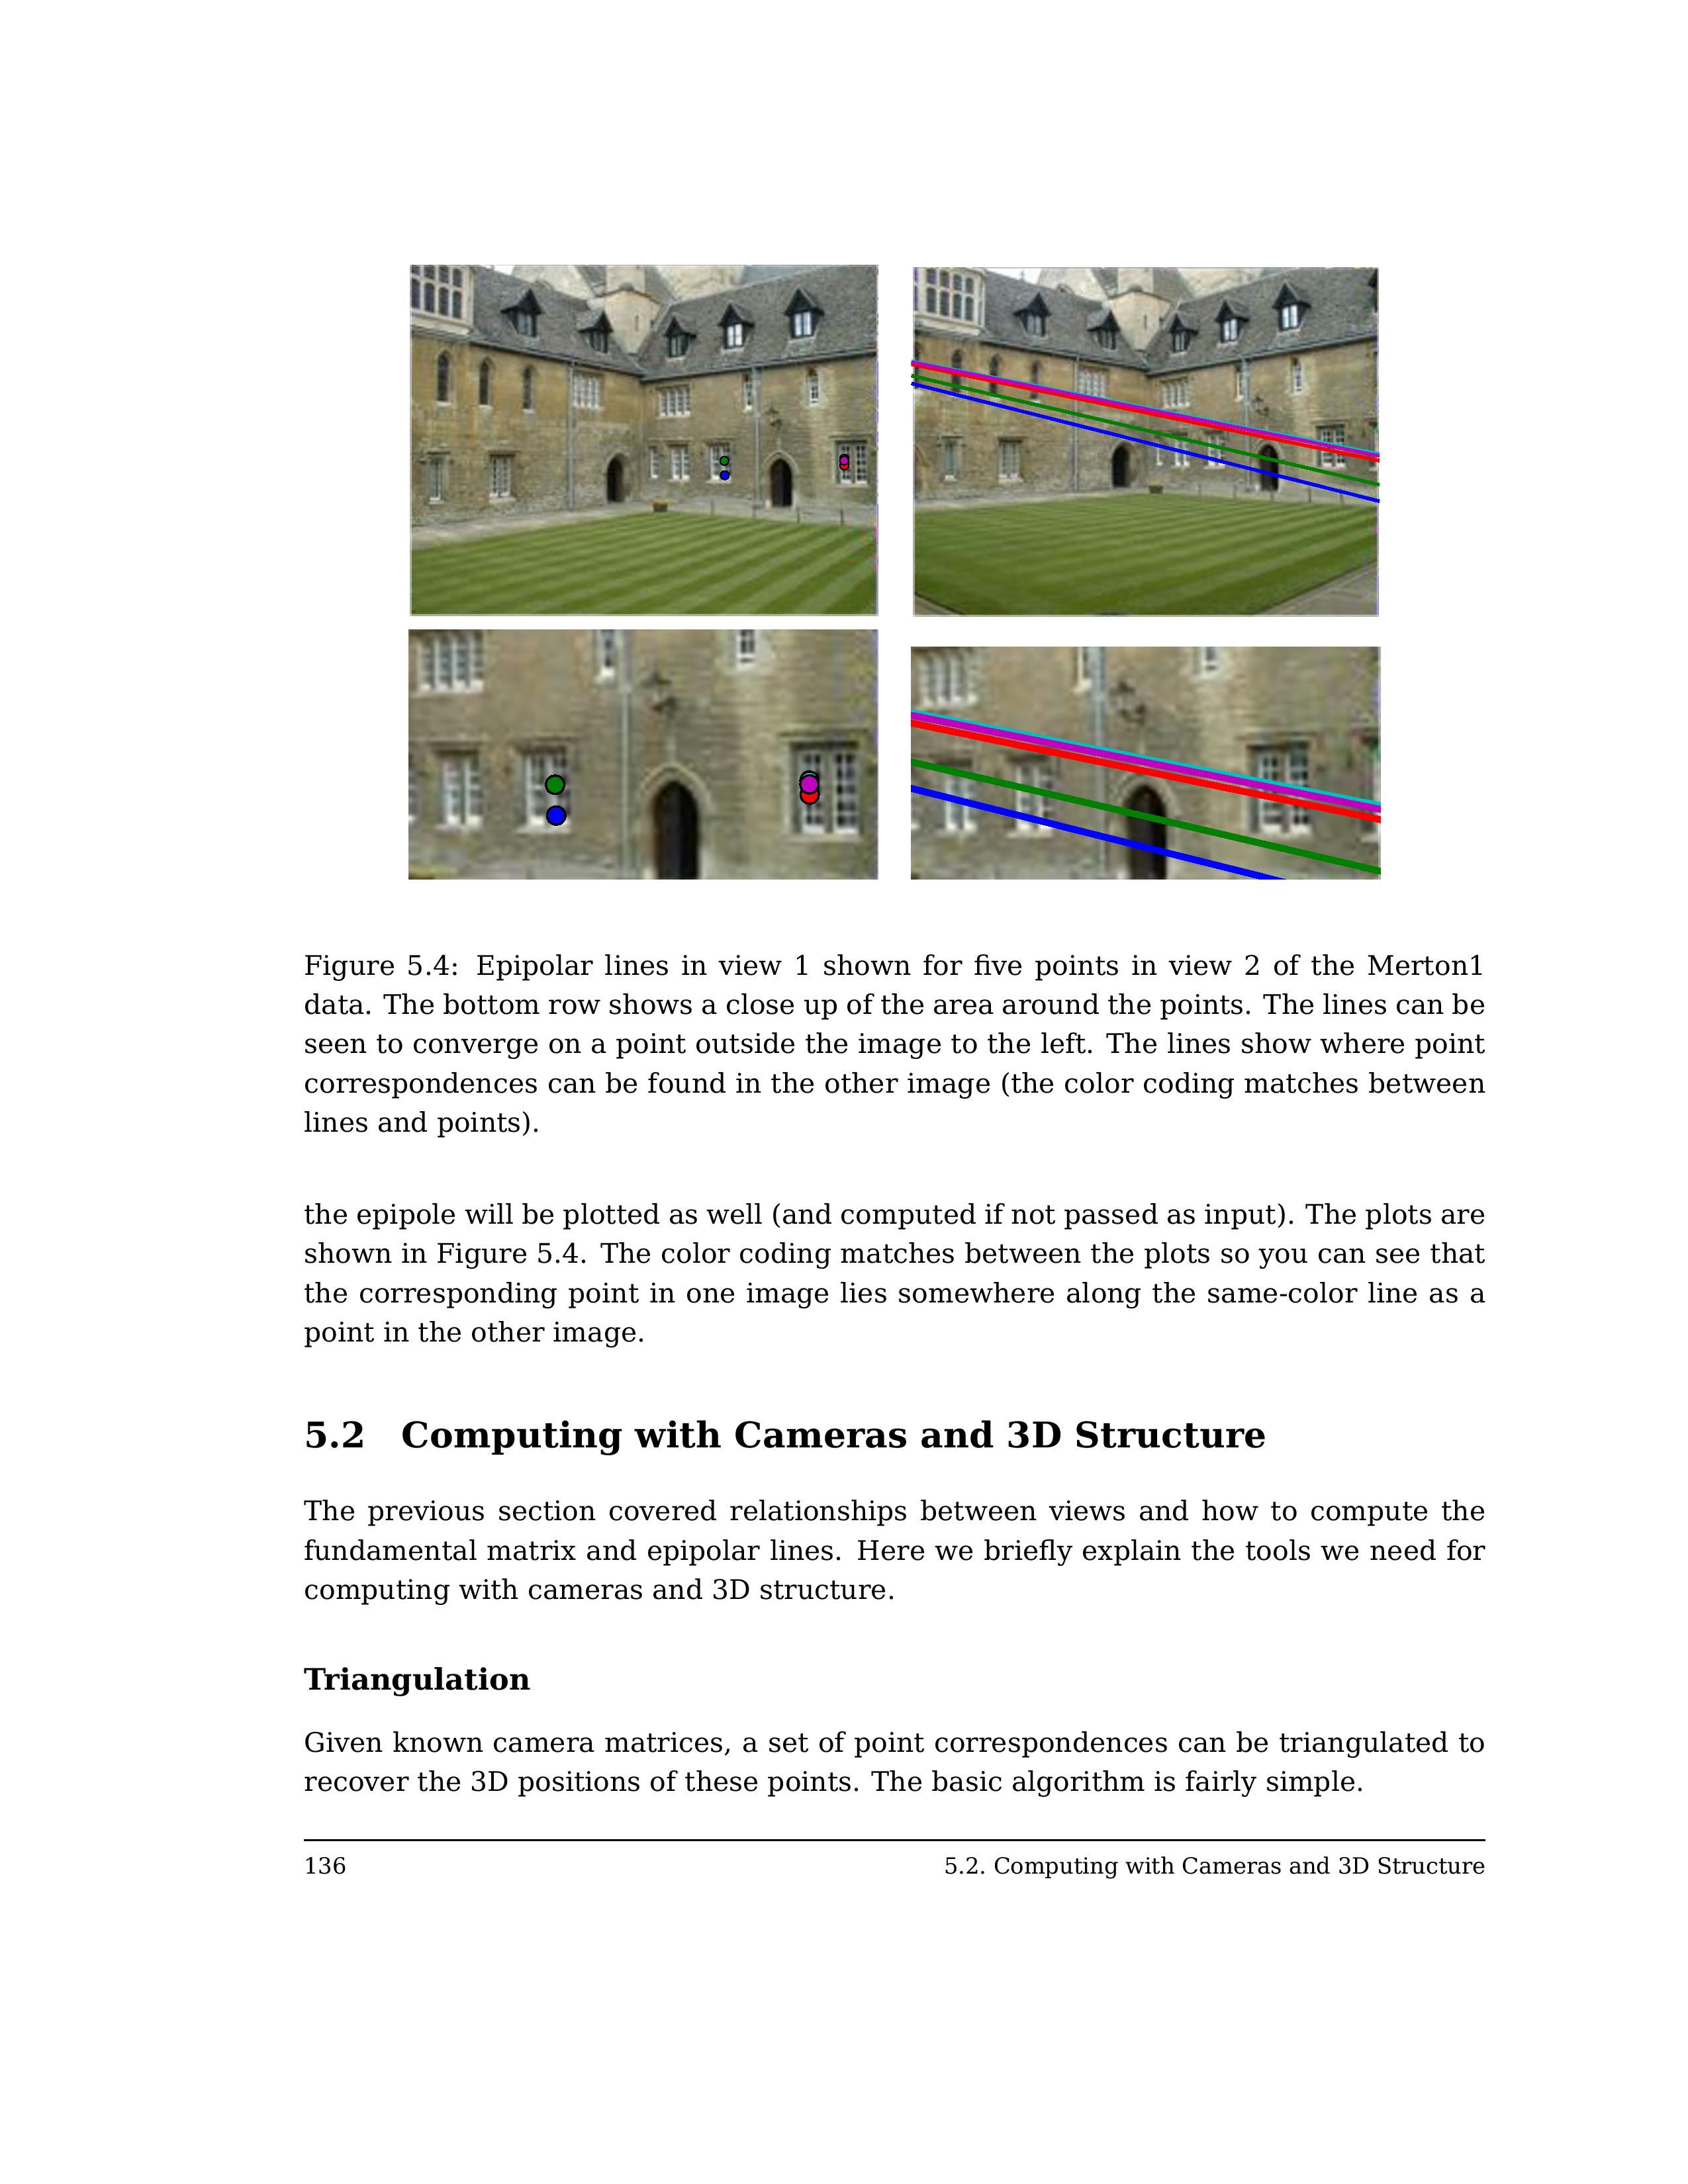 Figure 5.4: Epipolar lines in view 1 shown for five points in view 2 of the Merton1
data. The bottom row shows a close up of the area around the points. The lines can be
seen to converge on a point outside the image to the left. The lines show where point
correspondences can be found in the other image (the color coding matches between
lines and points).
the epipole will be plotted as well (and computed if not passed as input). The plots are
shown in Figure 5.4. The color coding matches between the plots so you can see that
the corresponding point in one image lies somewhere along the same-color line as a
point in the other image.
5.2 Computing with Cameras and 3D Structure
The previous section covered relationships between views and how to compute the
fundamental matrix and epipolar lines. Here we briefly explain the tools we need for
computing with cameras and 3D structure.
Triangulation
Given known camera matrices, a set of point correspondences can be triangulated to
recover the 3D positions of these points. The basic algorithm is fairly simple.
136 5.2. Computing with Cameras and 3D Structure